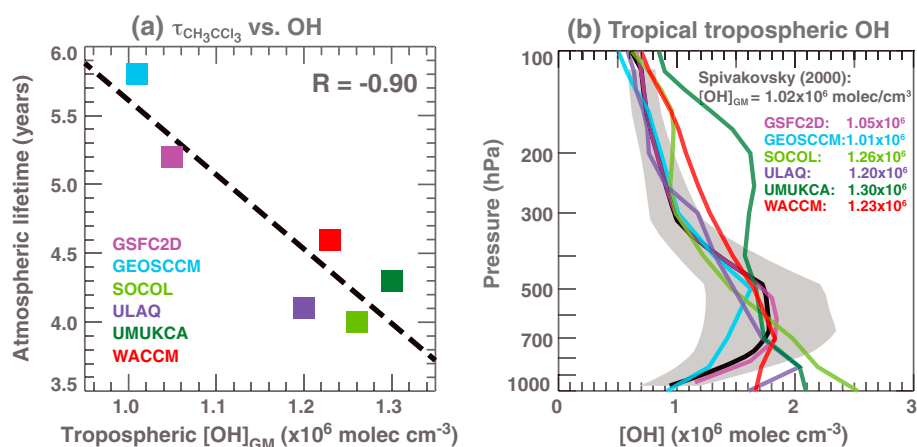 (a) τCH₃CCl₃ vs. OH
R = -0.90
Atmospheric lifetime (years)
6.0
5.5
5.0
4.5
4.0
3.5
GSFC2D
GEOSCCM
SOCOL
ULAQ
UMUKCA
WACCM
1.0 1.1 1.2 1.3
Tropospheric [OH]GM (x10⁶ molec cm⁻³)
(b) Tropical tropospheric OH
Spivakovsky (2000):
[OH]GM = 1.02x10⁶ molec/cm³
GSFC2D: 1.05x10⁶
GEOSCCM: 1.01x10⁶
SOCOL: 1.26x10⁶
ULAQ: 1.20x10⁶
UMUKCA: 1.30x10⁶
WACCM: 1.23x10⁶
Pressure (hPa)
100
200
300
500
700
1000
0 1 2 3
[OH] (x10⁶ molec cm⁻³)